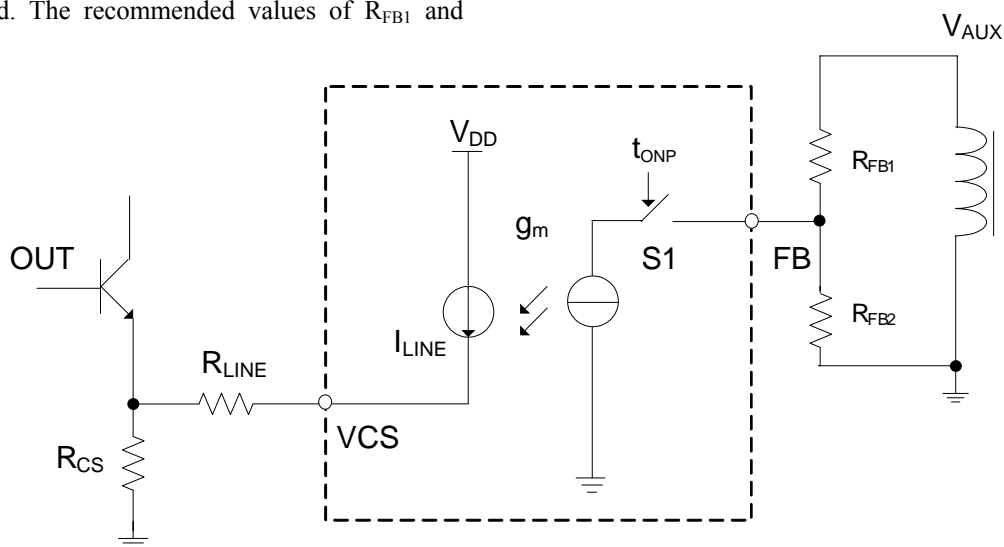 d. The recommended values of RFB1 and
VAUX
VDD
tONP
RFB1
gm
OUT
S1
FB
ILINE
RFB2
RLINE
VCS
RCS